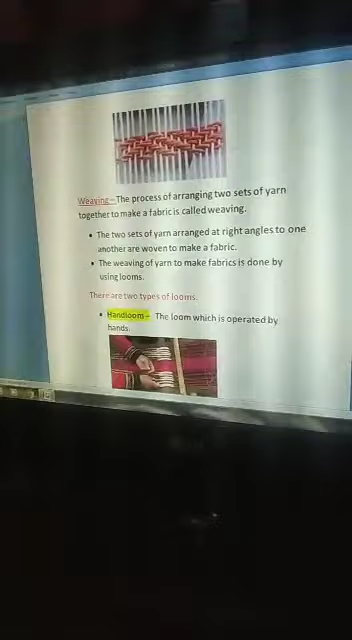 Weaving – The process of arranging two sets of yarn
together to make a fabric is called weaving.
• The two sets of yarn arranged at right angles to one
another are woven to make a fabric.
• The weaving of yarn to make fabrics is done by
using looms.
There are two types of looms.
• Handloom – The loom which is operated by
hands.